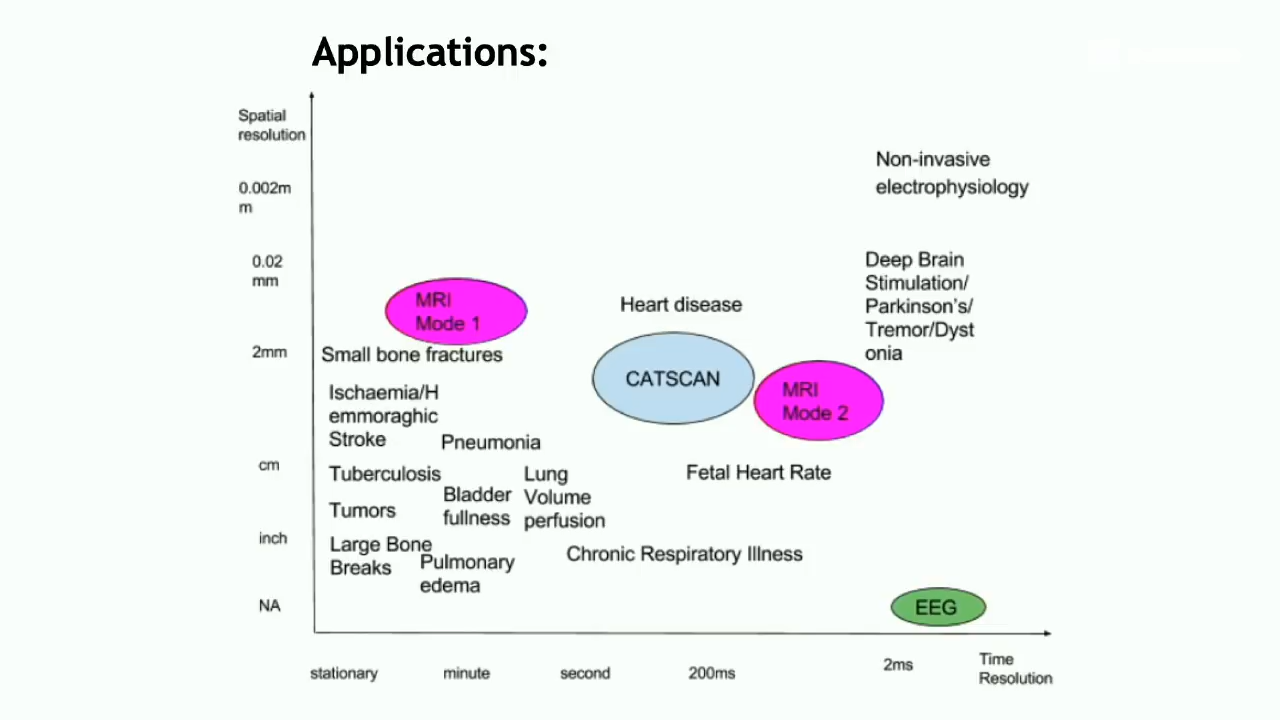 Applications:
Spatial
resolution
0.002m
m
0.02
mm
2mm
cm
inch
NA
Non-invasive
electrophysiology
Deep Brain
Stimulation/
Parkinson's/
Tremor/Dyst
onia
Heart disease
MRI
Mode 1
Small bone fractures
CATSCAN
MRI
Mode 2
Ischaemia/H
emmoraghic
Stroke
Pneumonia
Tuberculosis
Lung
Volume
perfusion
Fetal Heart Rate
Bladder
fullness
Tumors
Large Bone
Breaks
Pulmonary
edema
Chronic Respiratory Illness
EEG
stationary
minute
second
200ms
2ms
Time
Resolution